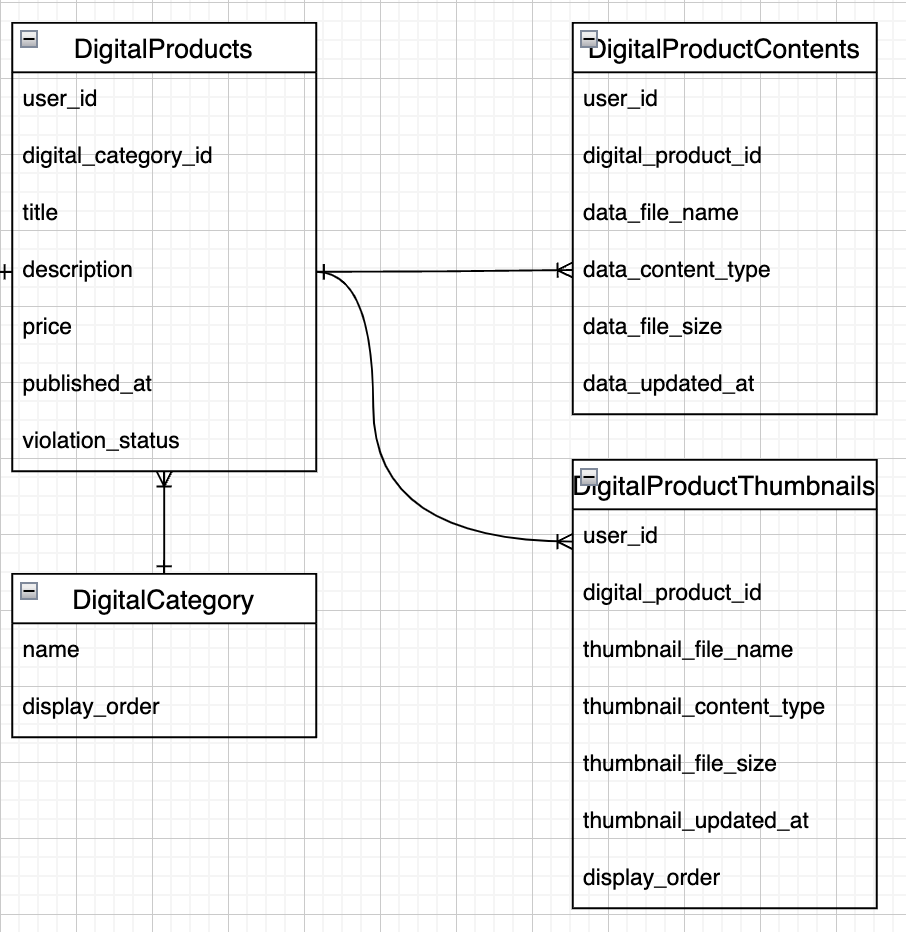 DigitalProducts
user_id
digital_category_id
title
description
price
published_at
violation_status
DigitalCategory
name
display_order
DigitalProductContents
user_id
digital_product_id
data_file_name
data_content_type
data_file_size
data_updated_at
DigitalProductThumbnails
user_id
digital_product_id
thumbnail_file_name
thumbnail_content_type
thumbnail_file_size
thumbnail_updated_at
display_order